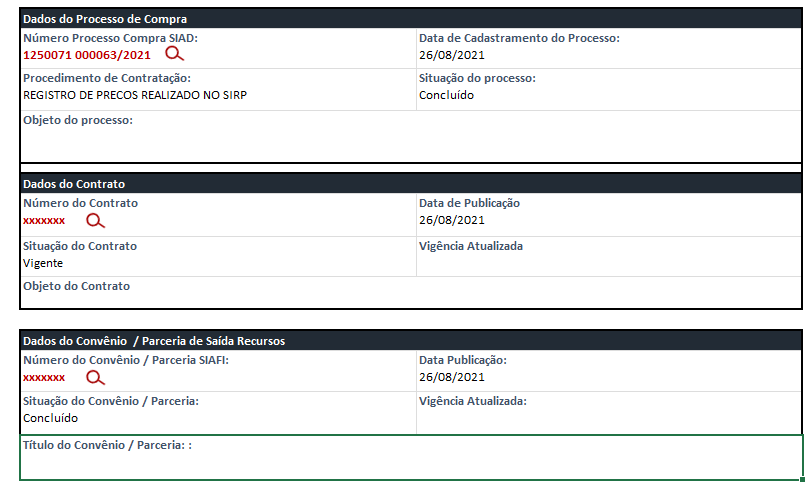 Dados do Processo de Compra
Número Processo Compra SIAD:
Data de Cadastramento do Processo:
1250071 000063/2021
26/08/2021
Procedimento de Contratação:
Situação do processo:
REGISTRO DE PRECOS REALIZADO NO SIRP
Concluído
Objeto do processo:
Dados do Contrato
Número do Contrato
Data de Publicação
xxxxxxx
26/08/2021
Situação do Contrato
Vigência Atualizada
Vigente
Objeto do Contrato
Dados do Convênio / Parceria de Saída Recursos
Número do Convênio / Parceria SIAFI:
Data Publicação:
xxxxxxx
26/08/2021
Situação do Convênio / Parceria:
Vigência Atualizada:
Concluído
Título do Convênio / Parceria: :